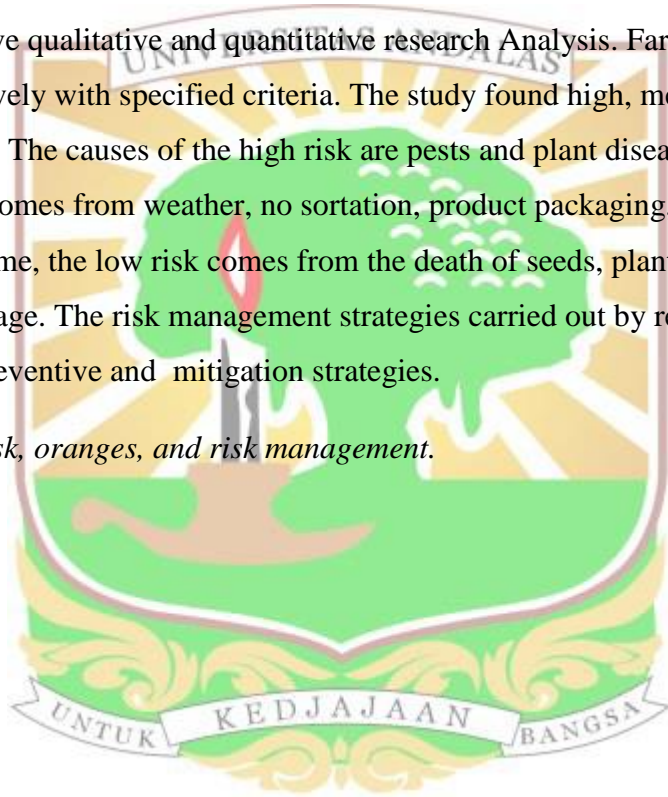 UNIVERSITAS ANDALAS
ve qualitative and quantitative research Analysis. Far
vely with specified criteria. The study found high, mo
The causes of the high risk are pests and plant disea
omes from weather, no sortation, product packaging,
me, the low risk comes from the death of seeds, plant
age. The risk management strategies carried out by re
eventive and mitigation strategies.
sk, oranges, and risk management.
UNTUK KEDJAJAAN BANGSA